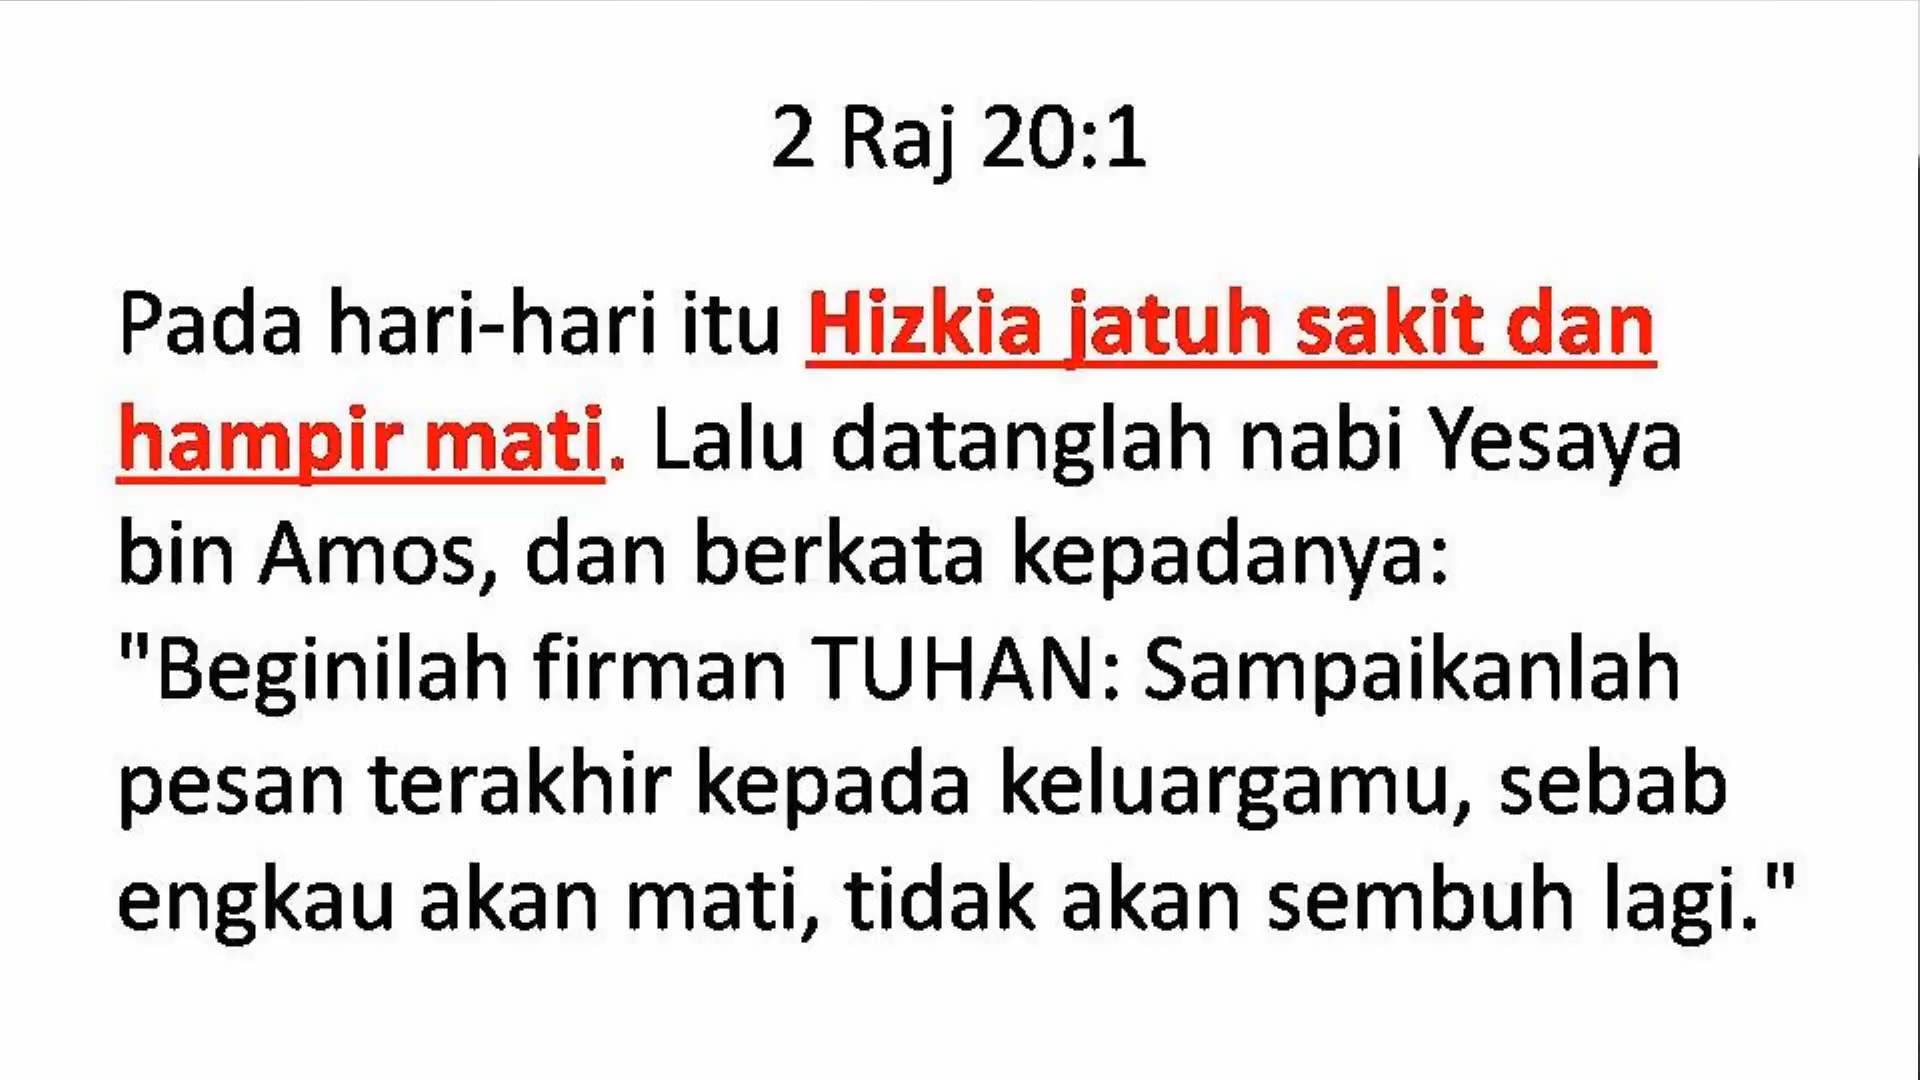 2 Raj 20:1
Pada hari-hari itu Hizkia jatuh sakit dan
hampir mati. Lalu datanglah nabi Yesaya
bin Amos, dan berkata kepadanya:
"Beginilah firman TUHAN: Sampaikanlah
pesan terakhir kepada keluargamu, sebab
engkau akan mati, tidak akan sembuh lagi."